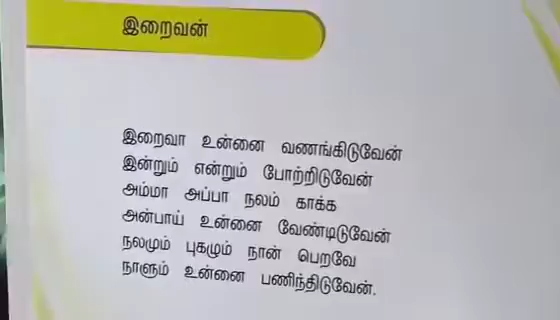 இறைவன்
இறைவா உன்னை வணங்கிடுவேன்
இன்றும் என்றும் போற்றிடுவேன்
அம்மா அப்பா நலம் காக்க
அன்பாய் உன்னை வேண்டிடுவேன்
நலமும் புகழும் நான் பெறவே
நாளும் உன்னை பணிந்திடுவேன்.